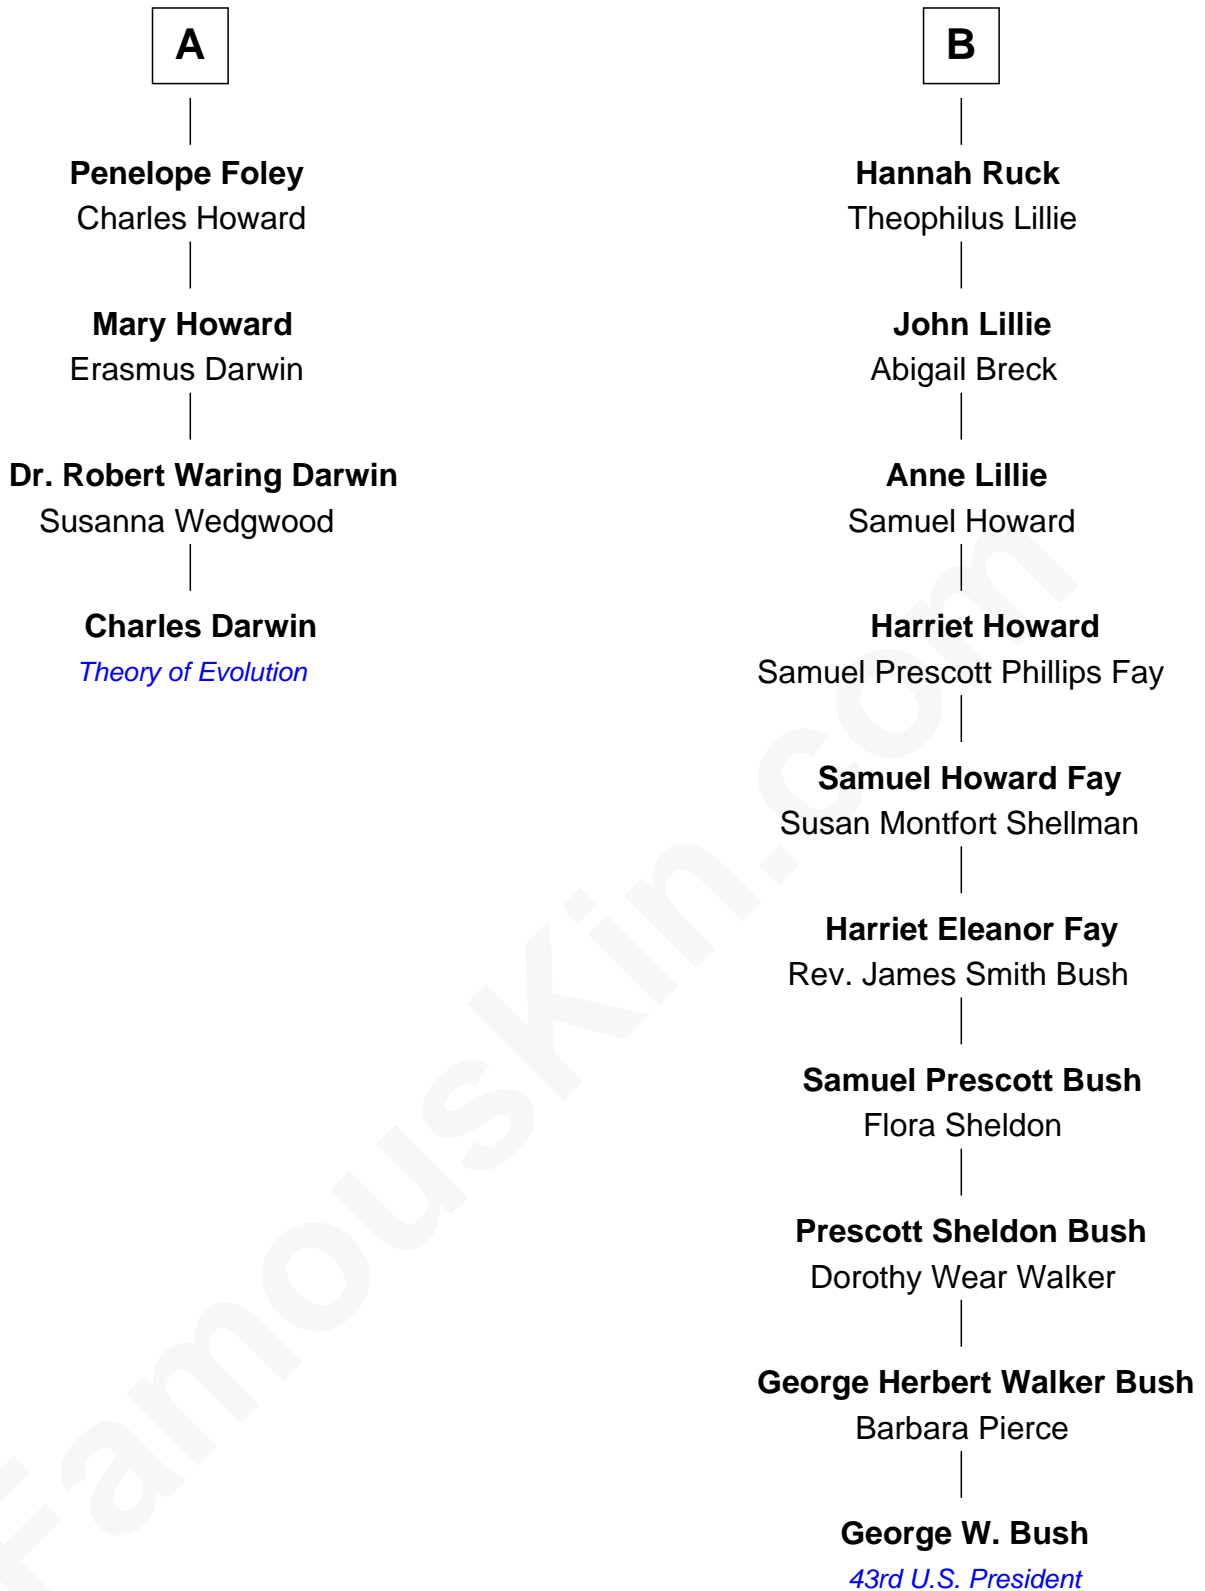 A
Penelope Foley
Charles Howard
Mary Howard
Erasmus Darwin
Dr. Robert Waring Darwin
Susanna Wedgwood
Charles Darwin
Theory of Evolution
B
Hannah Ruck
Theophilus Lillie
John Lillie
Abigail Breck
Anne Lillie
Samuel Howard
Harriet Howard
Samuel Prescott Phillips Fay
Samuel Howard Fay
Susan Montfort Shellman
Harriet Eleanor Fay
Rev. James Smith Bush
Samuel Prescott Bush
Flora Sheldon
Prescott Sheldon Bush
Dorothy Wear Walker
George Herbert Walker Bush
Barbara Pierce
George W. Bush
43rd U.S. President
FamousKin.com